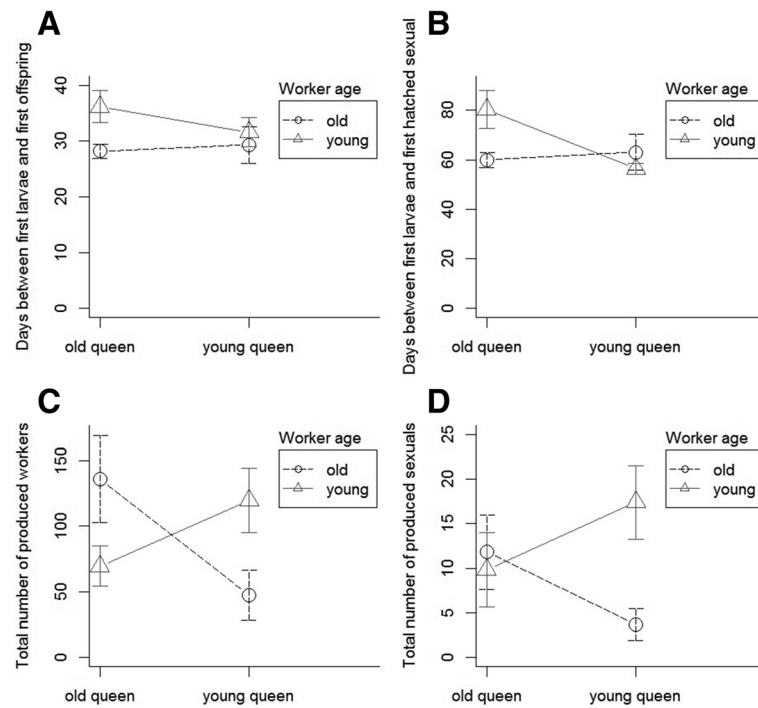 A
Days between first larvae and first offspring
40
30
20
10
0
Worker age
old
young
old queen
young queen
B
Days between first larvae and first hatched sexual
80
60
40
20
0
Worker age
old
young
old queen
young queen
C
Total number of produced workers
150
100
50
0
Worker age
old
young
old queen
young queen
D
Total number of produced sexuals
25
20
15
10
5
0
Worker age
old
young
old queen
young queen